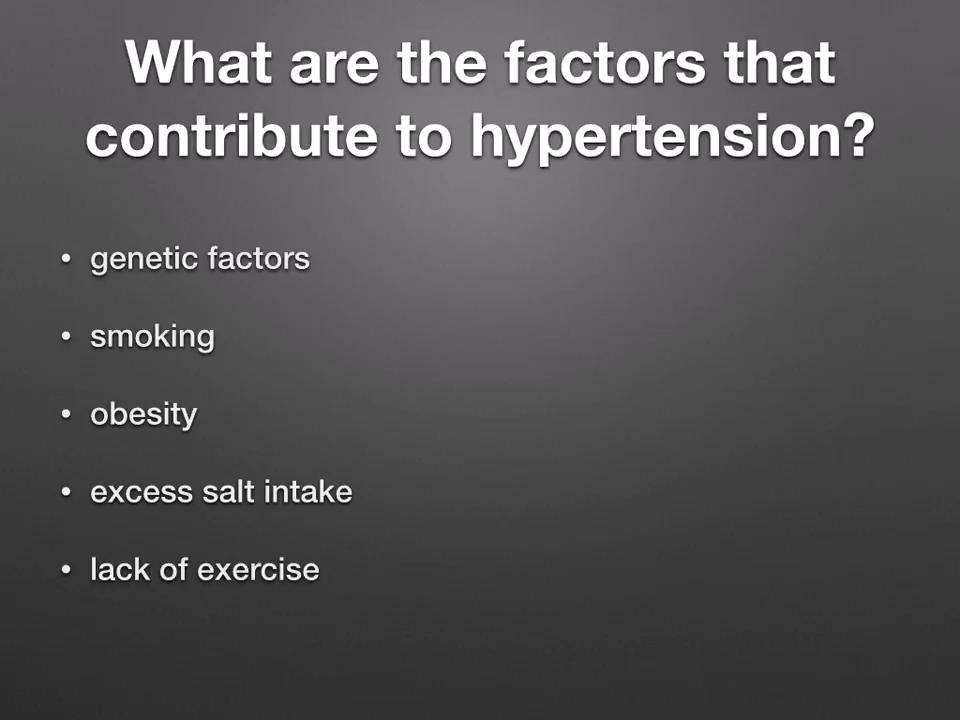 What are the factors that
contribute to hypertension?
• genetic factors
• smoking
• obesity
• excess salt intake
• lack of exercise